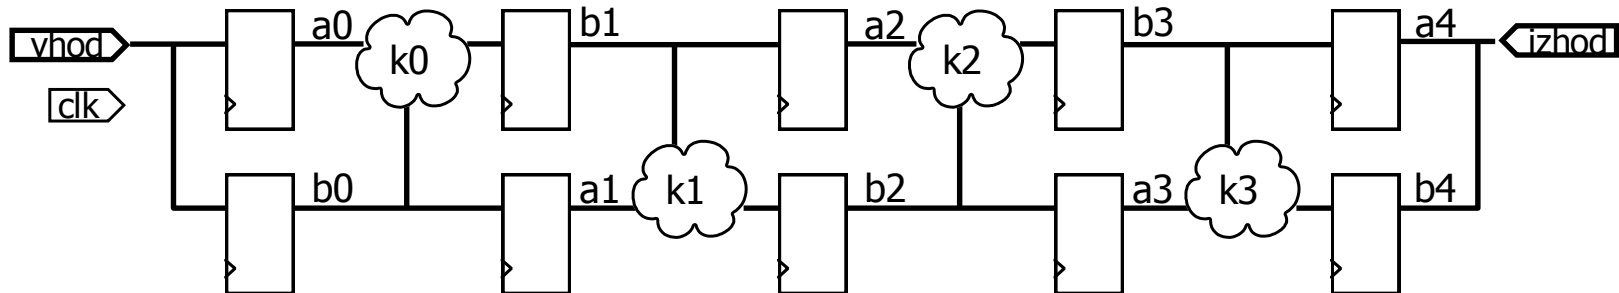 a0 b1 a2 b3 a4
vhod k0 k2 izhod
clk
b0 a1 k1 b2 a3 k3 b4